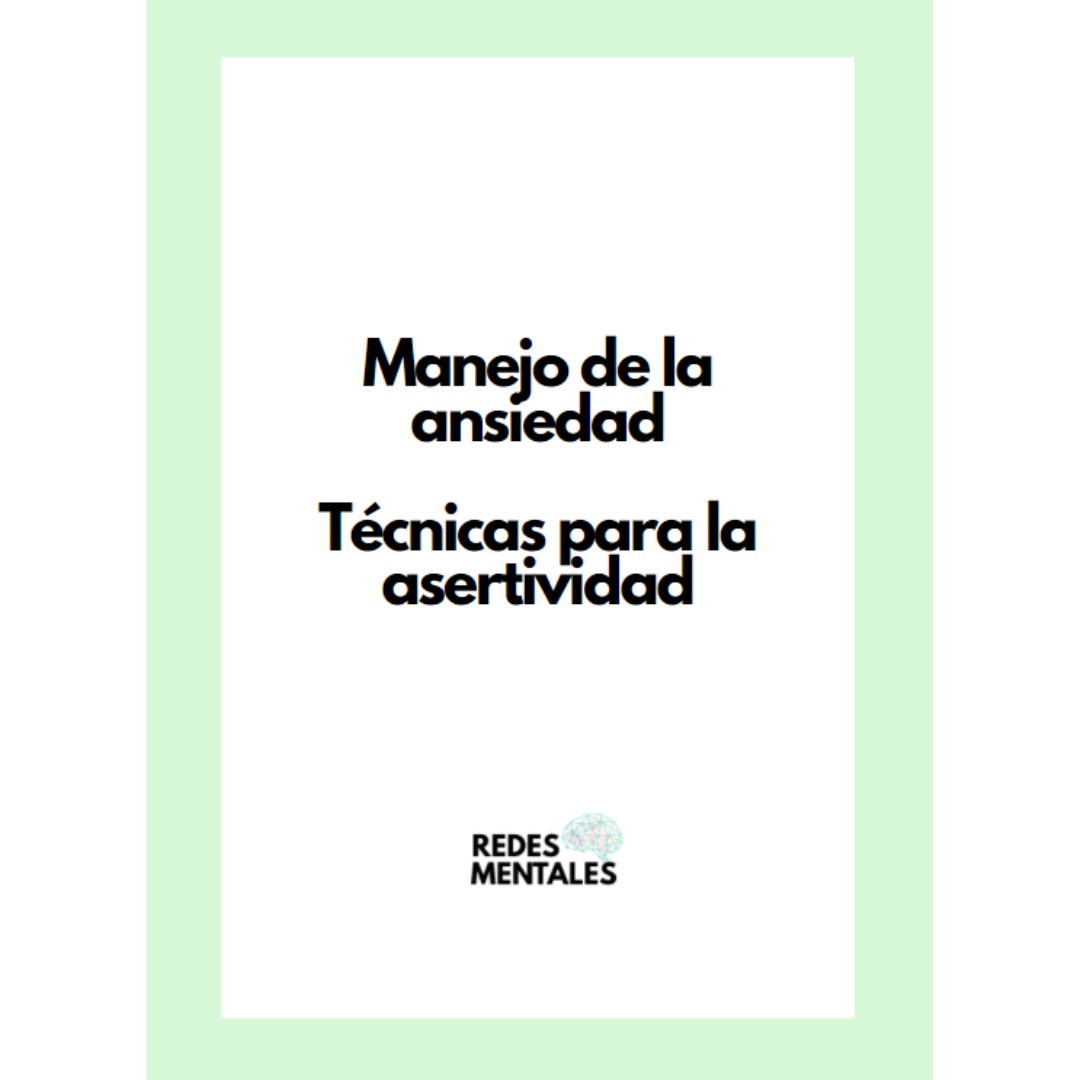 Manejo de la
ansiedad
Técnicas para la
asertividad
REDES
MENTALES